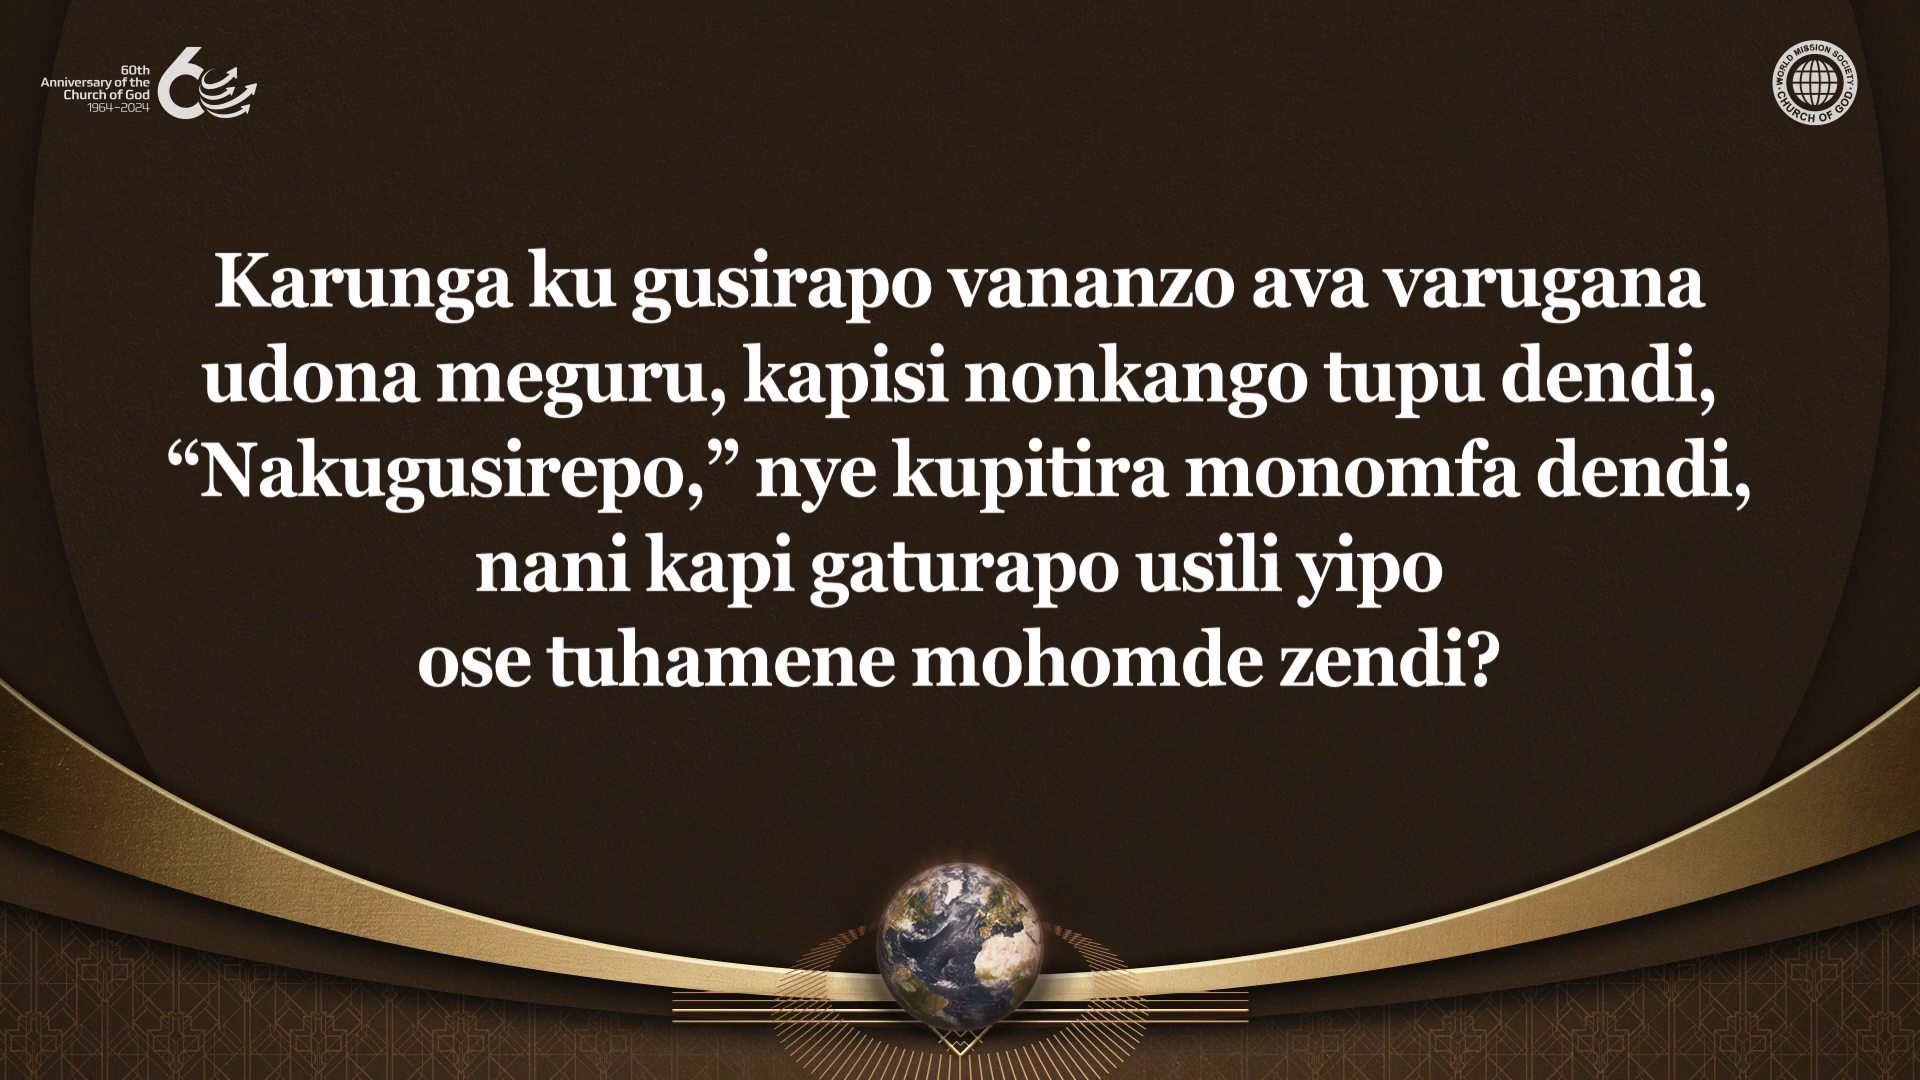 60th
Anniversary of the
Church of God
1964–2024
60
WORLD MISSION SOCIETY
CHURCH OF GOD
Karunga ku gusirapo vananzo ava varugana
udona meguru, kapisi nonkango tupu dendi,
“Nakugusirepo,” nye kupitira monomfa dendi,
nani kapi gaturapo usili yipo
ose tuhamene mohomde zendi?